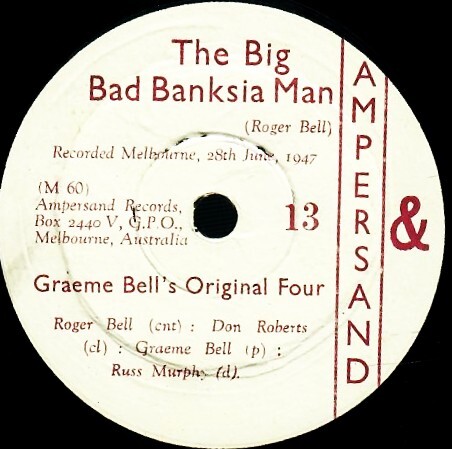 The Big
Bad Banksia Man
(Roger Bell)
Recorded Melbourne, 28th June, 1947
(M 60)
Ampersand Records,
Box 2440 V, G.P.O.,
Melbourne, Australia
13
Graeme Bell's Original Four
Roger Bell (cnt) : Don Roberts
(cl) : Graeme Bell (p) :
Russ Murphy (d).
AMPERSAND
&